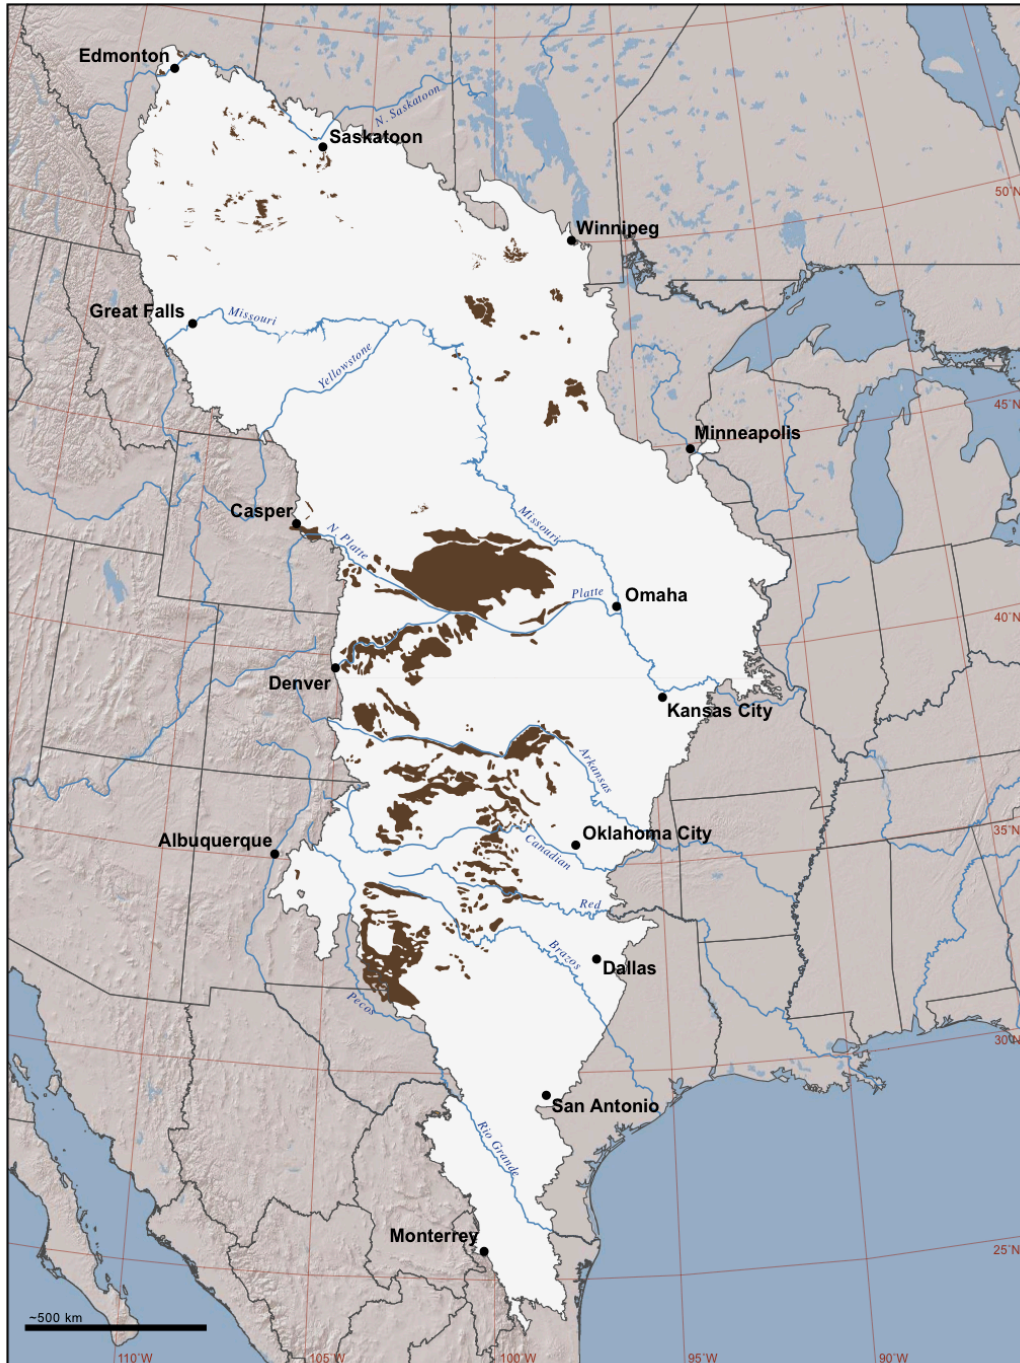 Edmonton
N. Saskatoon
Saskatoon
50°N
Winnipeg
Great Falls
Missouri
Yellowstone
45°N
Minneapolis
Casper
N. Platte
Missouri
Platte
Omaha
40°N
Denver
Kansas City
Arkansas
Albuquerque
Oklahoma City
35°N
Canadian
Red
Brazos
Dallas
Pecos
30°N
San Antonio
Rio Grande
Monterrey
25°N
~500 km
110°W
105°W
100°W
95°W
90°W